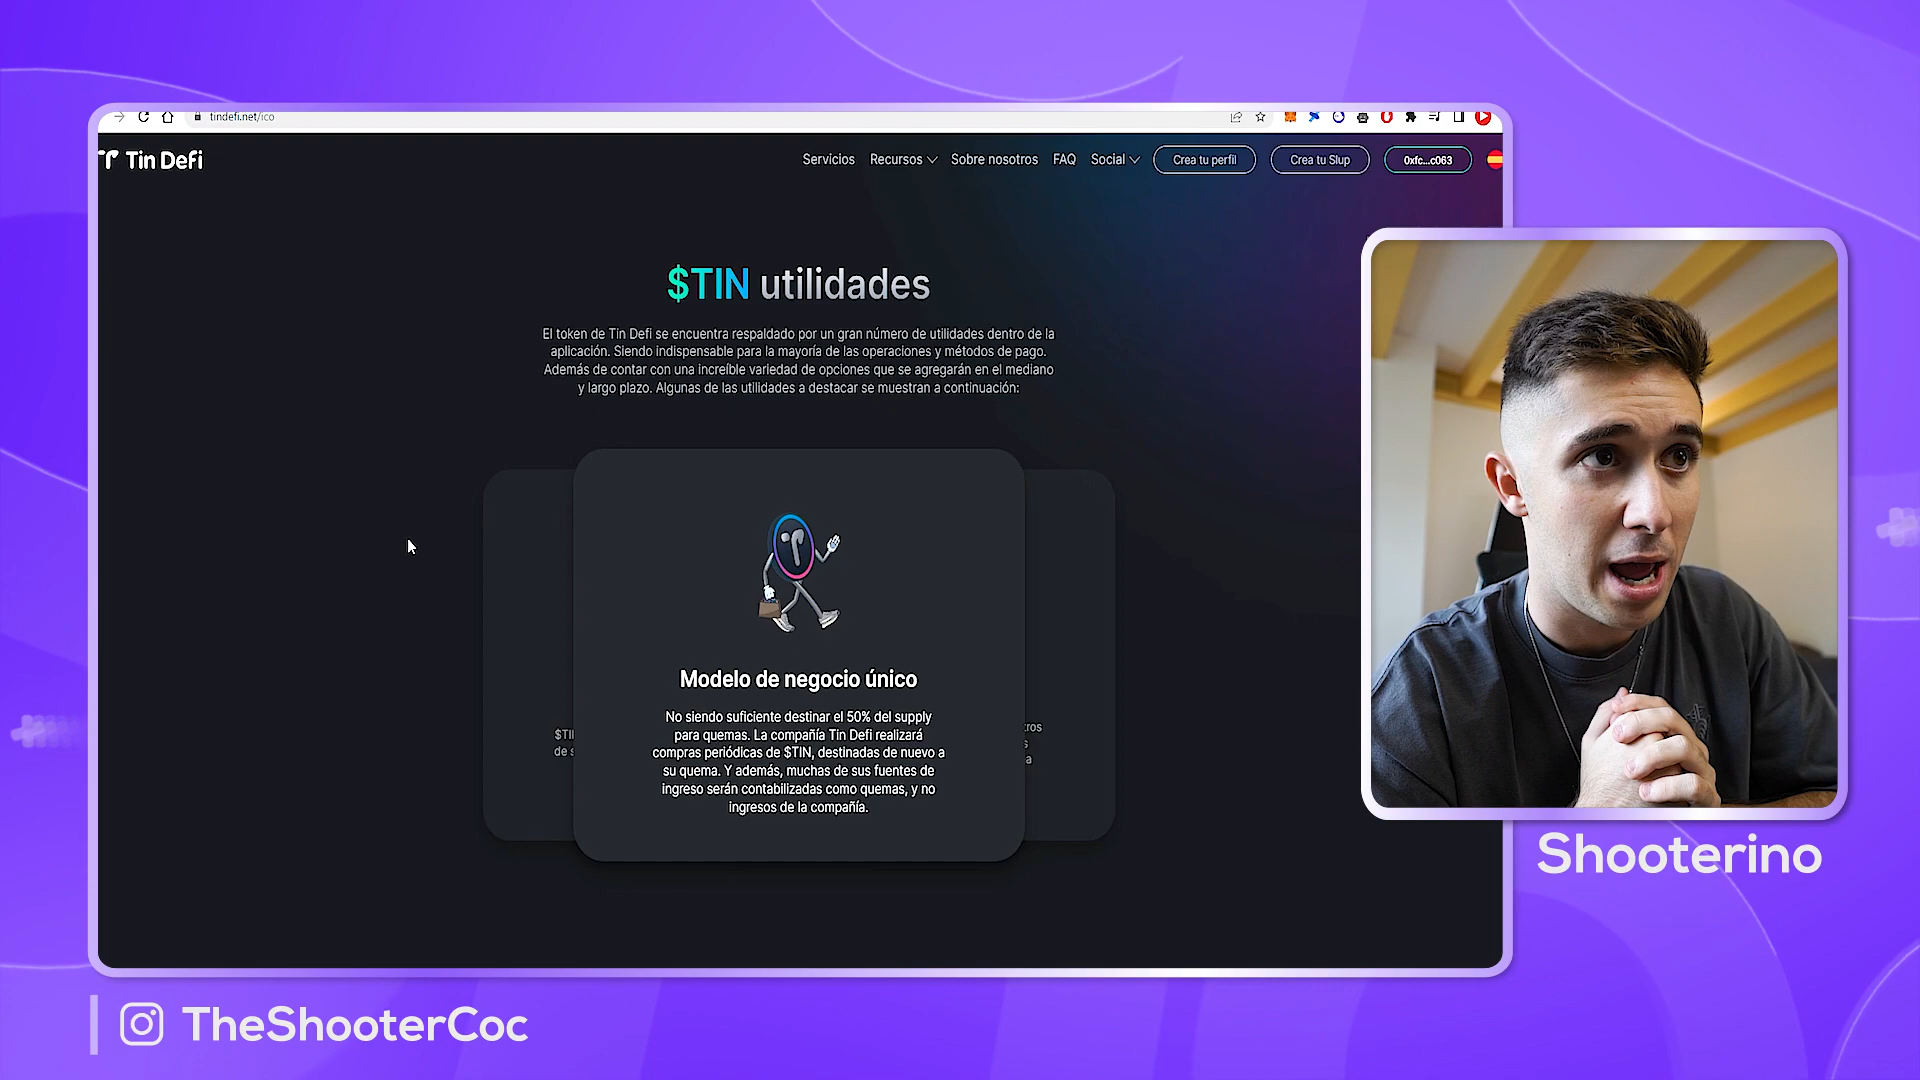 tindefi.net/ico
Tin Defi
Servicios
Recursos
Sobre nosotros
FAQ
Social
Crea tu perfil
Crea tu Slup
0xfc...c063
$TIN utilidades
El token de Tin Defi se encuentra respaldado por un gran número de utilidades dentro de la
aplicación. Siendo indispensable para la mayoría de las operaciones y métodos de pago.
Además de contar con una increíble variedad de opciones que se agregarán en el mediano
y largo plazo. Algunas de las utilidades a destacar se muestran a continuación:
Modelo de negocio único
No siendo suficiente destinar el 50% del supply
para quemas. La compañía Tin Defi realizará
compras periódicas de $TIN, destinadas de nuevo a
su quema. Y además, muchas de sus fuentes de
ingreso serán contabilizadas como quemas, y no
ingresos de la compañía.
Shooterino
TheShooterCoc